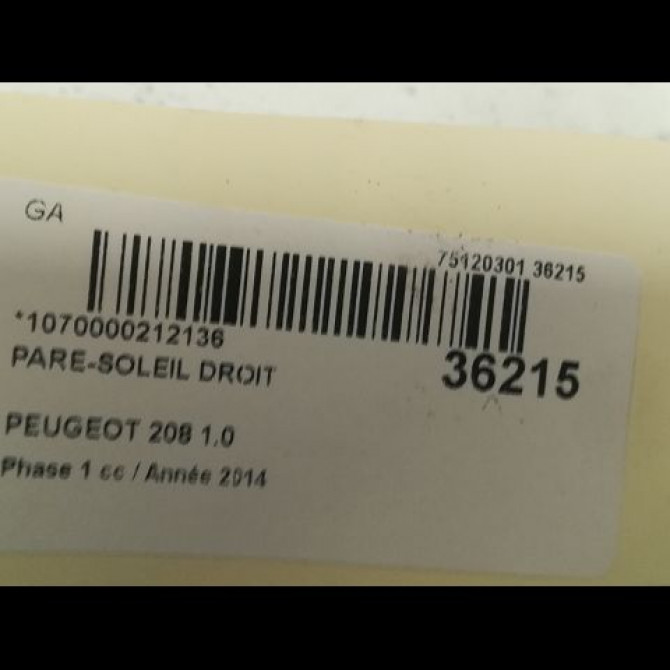 GA
75120301 36215
*1070000212136
36215
PARE-SOLEIL DROIT
PEUGEOT 208 1.0
Phase 1 cc / Année 2014